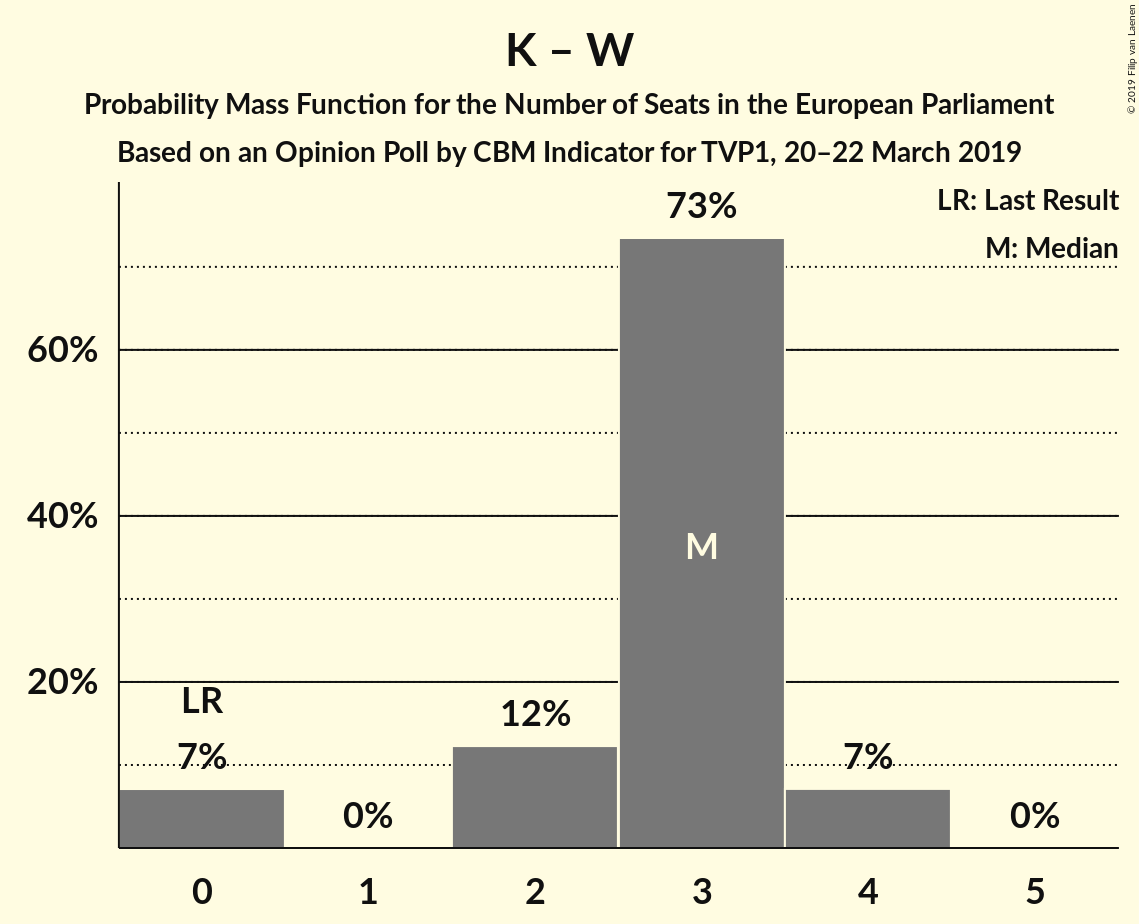 K – W
Probability Mass Function for the Number of Seats in the European Parliament
Based on an Opinion Poll by CBM Indicator for TVP1, 20–22 March 2019
© 2019 Filip van Laenen
LR: Last Result
M: Median
73%
60%
40%
M
20%
LR
12%
7%
7%
0%
0%
0 1 2 3 4 5